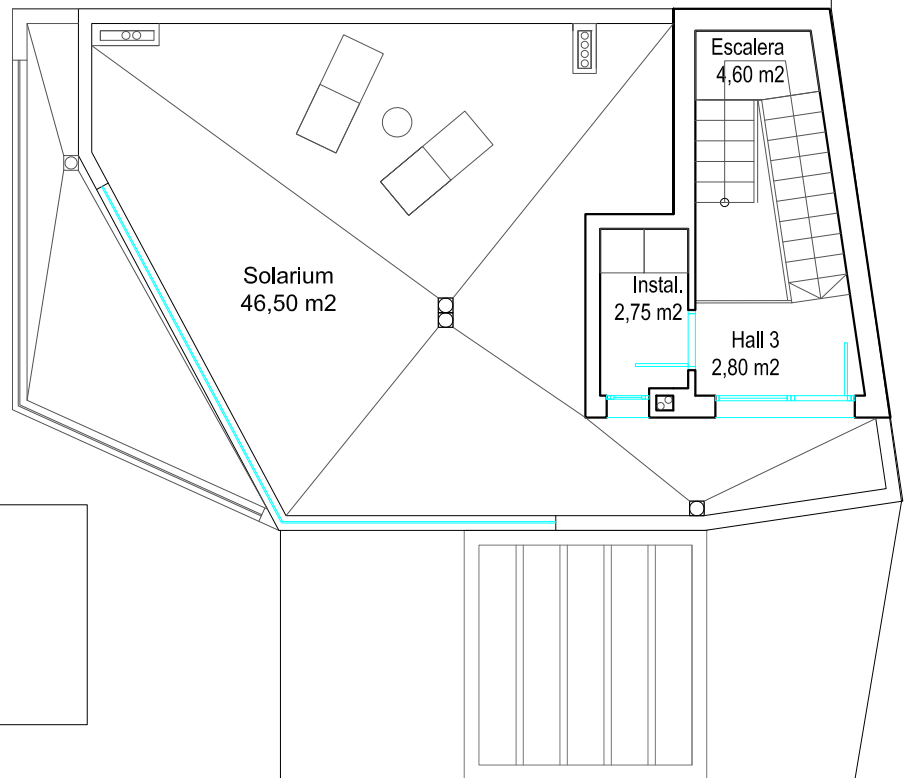 Escalera
4,60 m2
Solarium
46,50 m2
Instal.
2,75 m2
Hall 3
2,80 m2